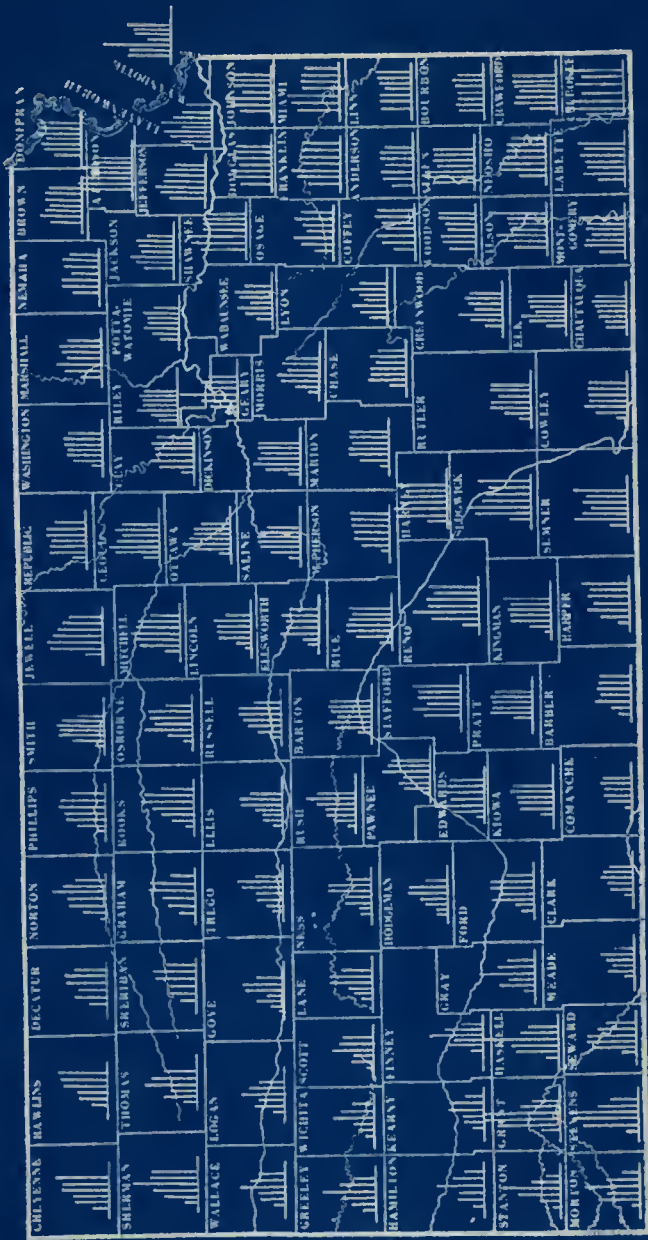 CHEYENNE
RAWLINS
DECATUR
NORTON
PHILLIPS
SMITH
JEWELL
REPUBLIC
WASHINGTON
MARSHALL
NEMAHA
BROWN
DONIPHAN
SHERMAN
THOMAS
SHERIDAN
GRAHAM
ROOKS
OSBORNE
MITCHELL
CLOUD
CLAY
RILEY
POTTA-
WATOMIE
JACKSON
ATCHISON
JEFFERSON
LEAVENWORTH
WYANDOTTE
WALLACE
LOGAN
GOVE
TREGO
ELLIS
RUSSELL
LINCOLN
OTTAWA
DICKINSON
GEARY
WABAUNSEE
SHAWNEE
DOUGLAS
JOHNSON
SALINE
ELLSWORTH
MORRIS
LYON
OSAGE
FRANKLIN
MIAMI
GREELEY
WICHITA
SCOTT
LANE
NESS
RUSH
BARTON
RICE
MCPHERSON
MARION
CHASE
COFFEY
ANDERSON
LINN
HAMILTON
KEARNY
FINNEY
HODGEMAN
PAWNEE
STAFFORD
RENO
HARVEY
BUTLER
GREENWOOD
WOODSON
ALLEN
BOURBON
GRAY
FORD
EDWARDS
PRATT
KINGMAN
SEDGWICK
ELK
WILSON
NEOSHO
CRAWFORD
STANTON
GRANT
HASKELL
KIOWA
MEADE
CLARK
COMANCHE
BARBER
HARPER
SUMNER
COWLEY
CHAUTAUQUA
MONT-
GOMERY
LABETTE
CHEROKEE
MORTON
STEVENS
SEWARD